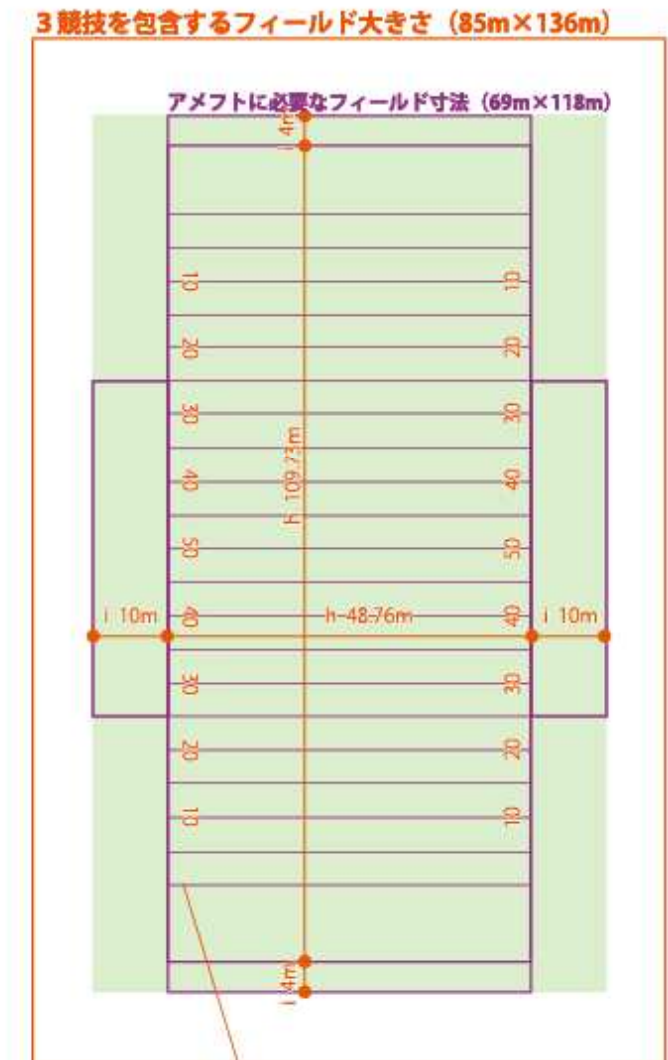 3競技を包含するフィールド大きさ（85m×136m）
アメフトに必要なフィールド寸法（69m×118m）
i 4m
10 10
20 20
30 30
h 109.73m
40 40
50 50
i 10m 40 h 48.76m 40 i 10m
30 30
20 20
10 10
i 4m